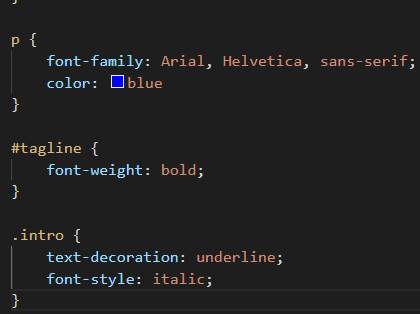 }
p {
    font-family: Arial, Helvetica, sans-serif;
    color: blue
}
#tagline {
    font-weight: bold;
}
.intro {
    text-decoration: underline;
    font-style: italic;
}